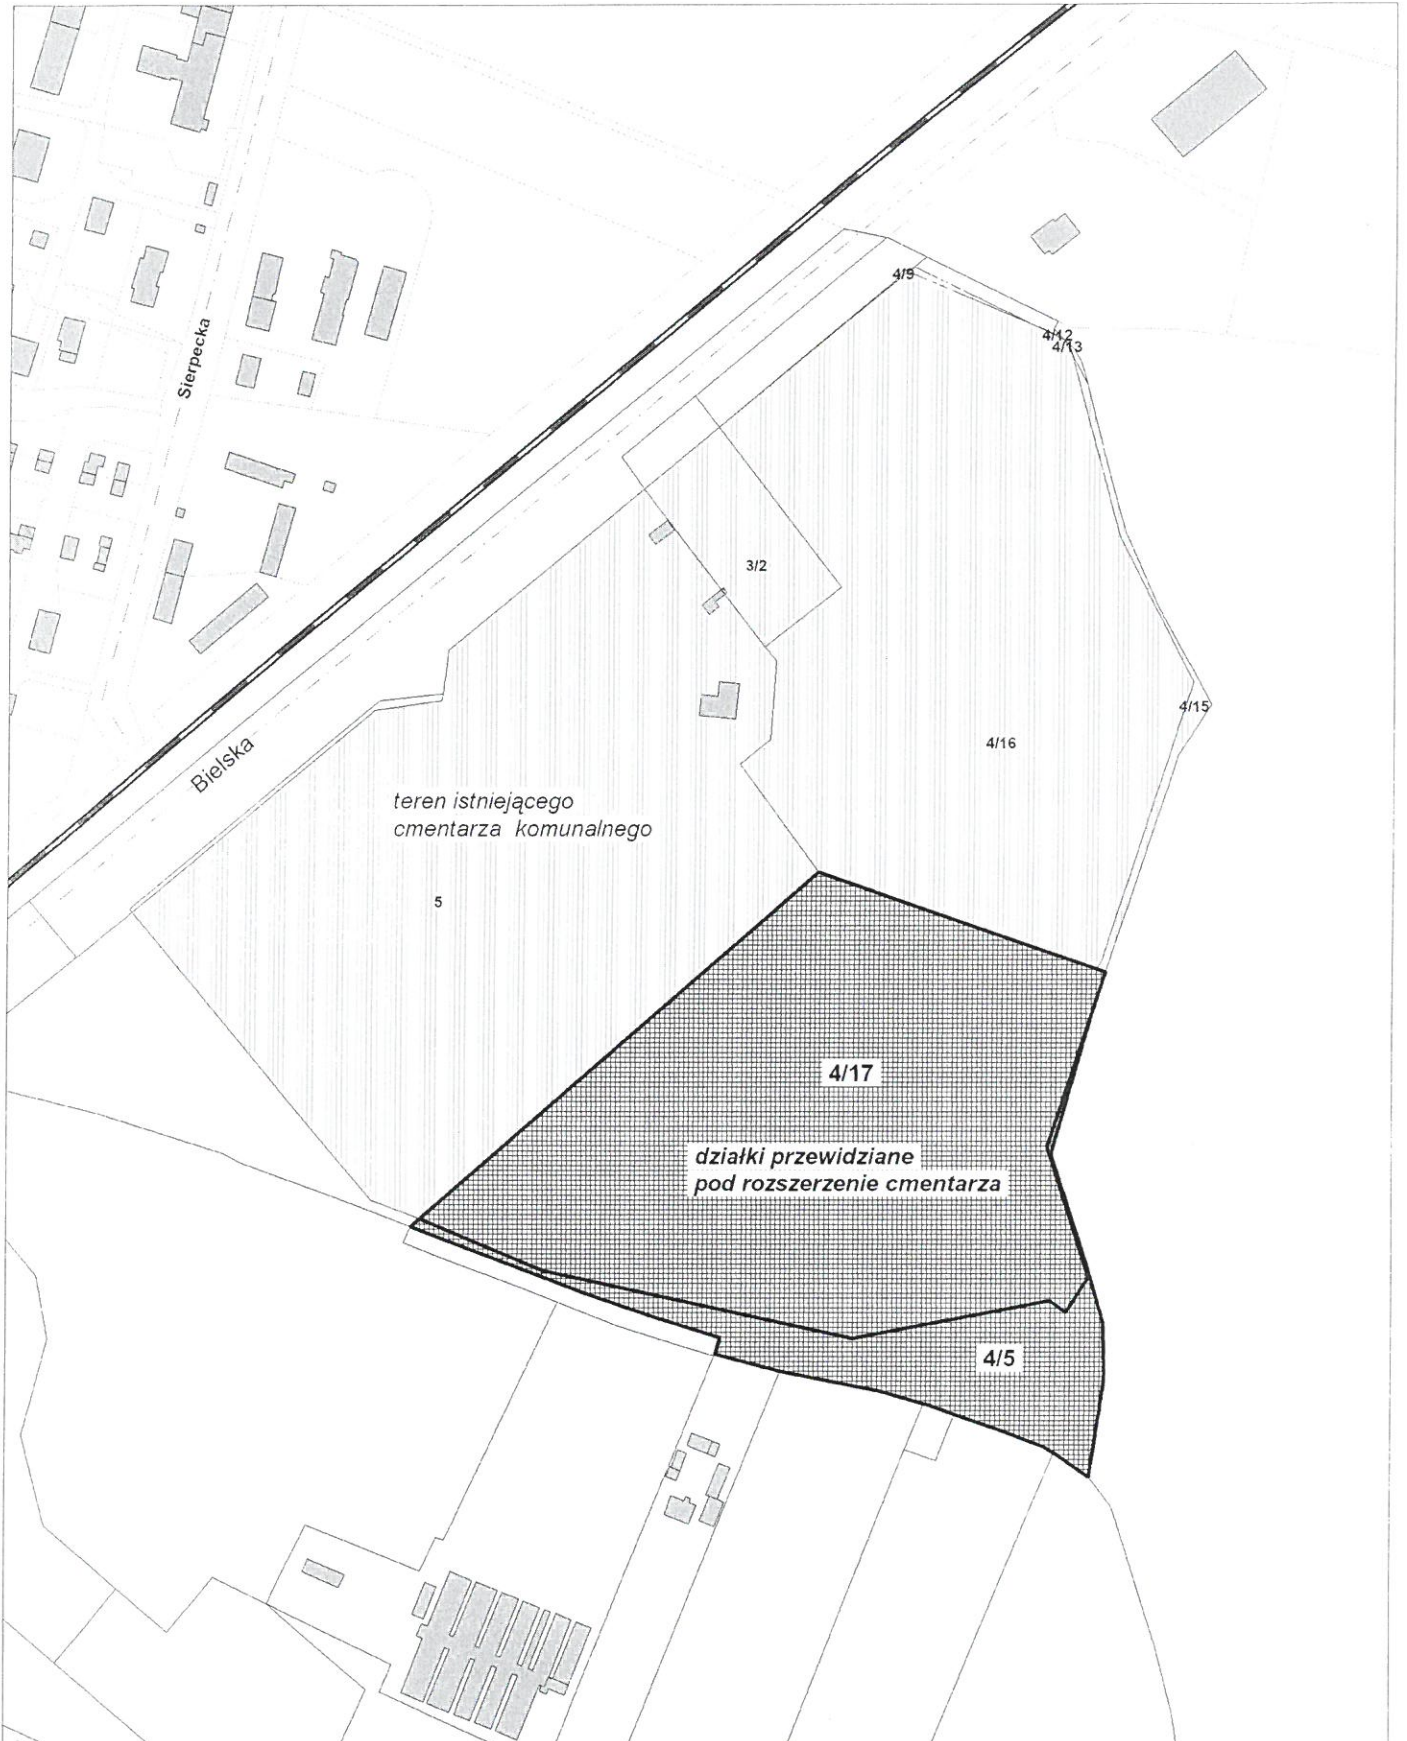 4/9
4/12
4/13
Sierpecka
3/2
4/15
4/16
Bielska
teren istniejącego
cmentarza komunalnego
5
4/17
działki przewidziane
pod rozszerzenie cmentarza
4/5